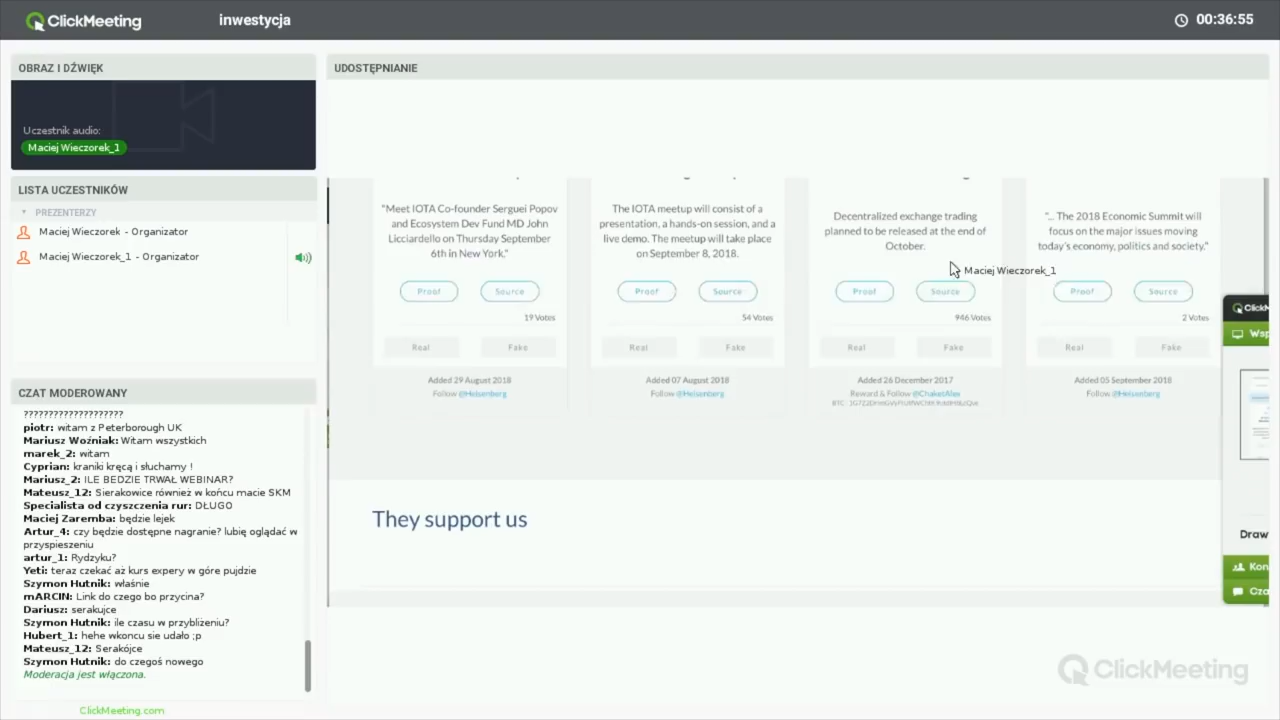 ClickMeeting
inwestycja
00:36:55
OBRAZ I DŹWIĘK
Uczestnik audio:
Maciej Wieczorek_1
LISTA UCZESTNIKÓW
PREZENTERZY
Maciej Wieczorek - Organizator
Maciej Wieczorek_1 - Organizator
CZAT MODEROWANY
????????????????????
piotr: witam z Peterborough UK
Mariusz Woźniak: Witam wszystkich
marek_2: witam
Cyprian: kraniki kręcą i słuchamy !
Mariusz_2: ILE BEDZIE TRWAŁ WEBINAR?
Mateusz_12: Sierakowice również w końcu macie SKM
Specialista od czyszczenia rur: DŁUGO
Maciej Zaremba: będzie lejek
Artur_4: czy będzie dostępne nagranie? lubię oglądać w
przyspieszeniu
artur_1: Rydzyku?
Yeti: teraz czekać aż kurs expery w góre pujdzie
Szymon Hutnik: właśnie
mARCIN: Link do czego bo przycina?
Dariusz: serakujce
Szymon Hutnik: ile czasu w przybliżeniu?
Hubert_1: hehe wkoncu sie udało ;p
Mateusz_12: Serakójce
Szymon Hutnik: do czegoś nowego
Moderacja jest włączona.
ClickMeeting.com
UDOSTĘPNIANIE
"Meet IOTA Co-founder Serguei Popov
and Ecosystem Dev Fund MD John
Licciardello on Thursday September
6th in New York."
Proof Source
19 Votes
Real Fake
Added 29 August 2018
Follow @Heisenberg
The IOTA meetup will consist of a
presentation, a hands-on session, and a
live demo. The meetup will take place
on September 8, 2018.
Proof Source
54 Votes
Real Fake
Added 07 August 2018
Follow @Heisenberg
Decentralized exchange trading
planned to be released at the end of
October.
Maciej Wieczorek_1
Proof Source
946 Votes
Real Fake
Added 26 December 2017
Reward & Follow @ChaketAlex
"... The 2018 Economic Summit will
focus on the major issues moving
today's economy, politics and society."
Proof Source
2 Votes
Real Fake
Added 05 September 2018
Follow @Heisenberg
They support us
ClickM
Wsp
Draw
Kon
Cza
ClickMeeting